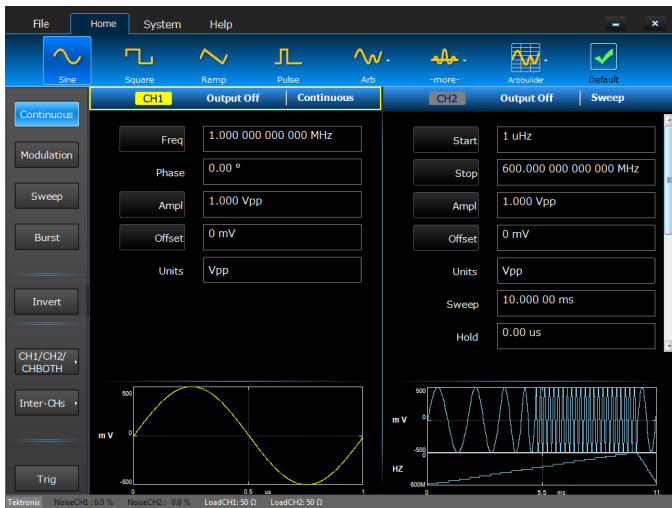 File Home System Help
Sine Square Ramp Pulse Arb -more- Arbbuilder Default
Continuous
Modulation
Sweep
Burst
Invert
CH1/CH2/
CHBOTH
Inter-CHs
Trig
CH1 Output Off Continuous
Freq 1.000 000 000 000 MHz
Phase 0.00 °
Ampl 1.000 Vpp
Offset 0 mV
Units Vpp
500
m V 0
-500
0 0.5 us 1
CH2 Output Off Sweep
Start 1 uHz
Stop 600.000 000 000 000 MHz
Ampl 1.000 Vpp
Offset 0 mV
Units Vpp
Sweep 10.000 00 ms
Hold 0.00 us
500
m V 0
-500
0
HZ
600M
0 5.5 ms 11
Tektronix NoiseCH1 : 0.0 % NoiseCH2 : 0.0 % LoadCH1: 50 Ω LoadCH2: 50 Ω